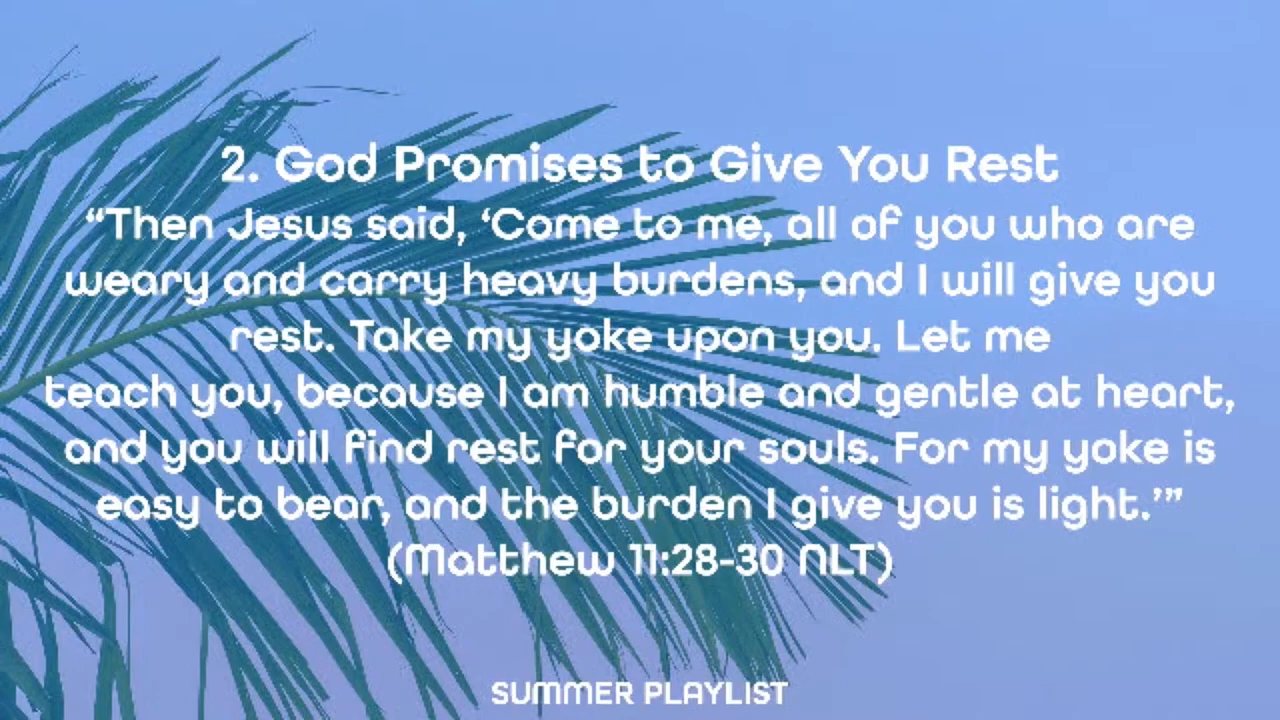 2. God Promises to Give You Rest
“Then Jesus said, ‘Come to me, all of you who are
weary and carry heavy burdens, and I will give you
rest. Take my yoke upon you. Let me
teach you, because I am humble and gentle at heart,
and you will find rest for your souls. For my yoke is
easy to bear, and the burden I give you is light.’”
(Matthew 11:28-30 NLT)
SUMMER PLAYLIST